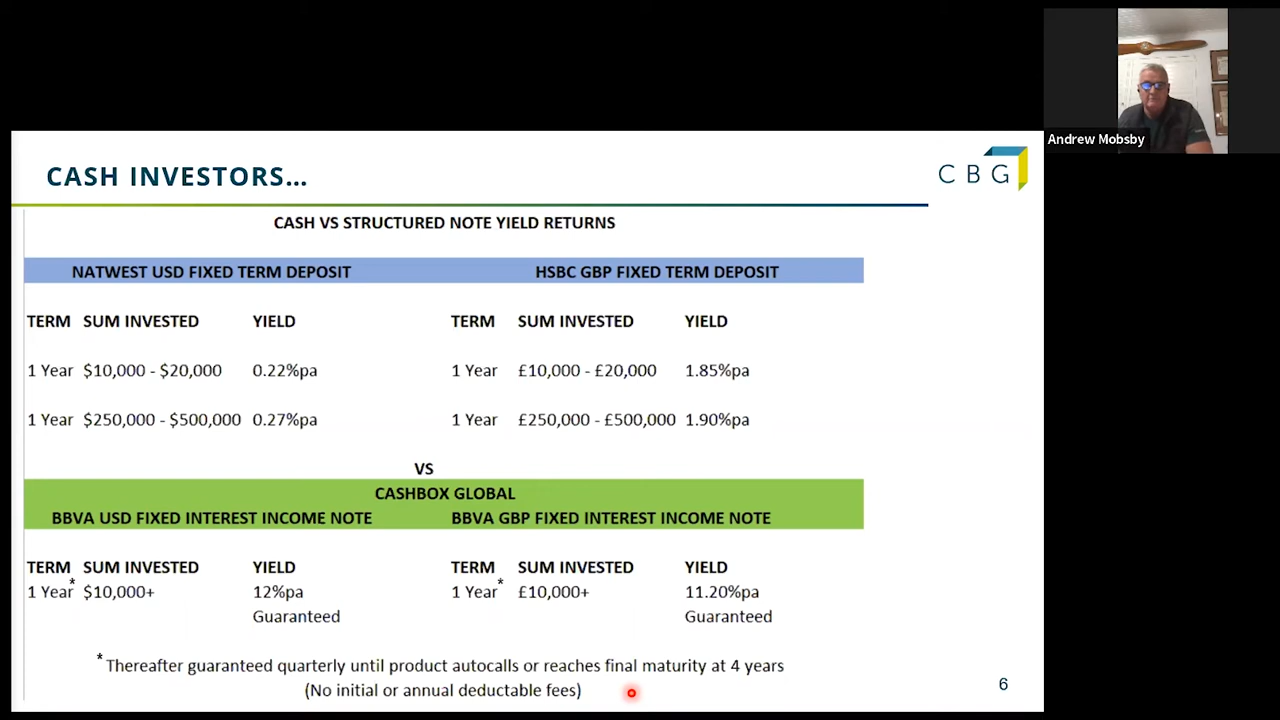 Andrew Mobsby
CASH INVESTORS...
CBG
CASH VS STRUCTURED NOTE YIELD RETURNS
NATWEST USD FIXED TERM DEPOSIT HSBC GBP FIXED TERM DEPOSIT
TERM SUM INVESTED YIELD TERM SUM INVESTED YIELD
1 Year $10,000 - $20,000 0.22%pa 1 Year £10,000 - £20,000 1.85%pa
1 Year $250,000 - $500,000 0.27%pa 1 Year £250,000 - £500,000 1.90%pa
VS
CASHBOX GLOBAL
BBVA USD FIXED INTEREST INCOME NOTE BBVA GBP FIXED INTEREST INCOME NOTE
TERM SUM INVESTED YIELD TERM SUM INVESTED YIELD
1 Year* $10,000+ 12%pa 1 Year* £10,000+ 11.20%pa
Guaranteed Guaranteed
* Thereafter guaranteed quarterly until product autocalls or reaches final maturity at 4 years
(No initial or annual deductable fees)
6